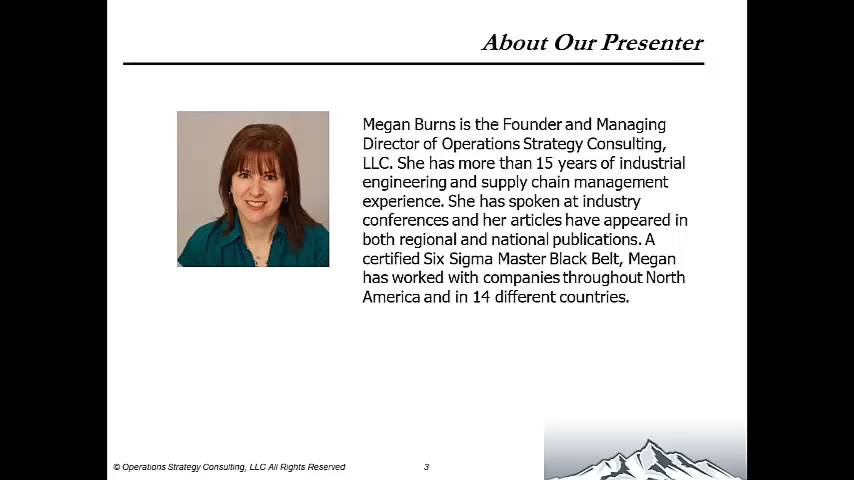 About Our Presenter
Megan Burns is the Founder and Managing
Director of Operations Strategy Consulting,
LLC. She has more than 15 years of industrial
engineering and supply chain management
experience. She has spoken at industry
conferences and her articles have appeared in
both regional and national publications. A
certified Six Sigma Master Black Belt, Megan
has worked with companies throughout North
America and in 14 different countries.
© Operations Strategy Consulting, LLC All Rights Reserved
3